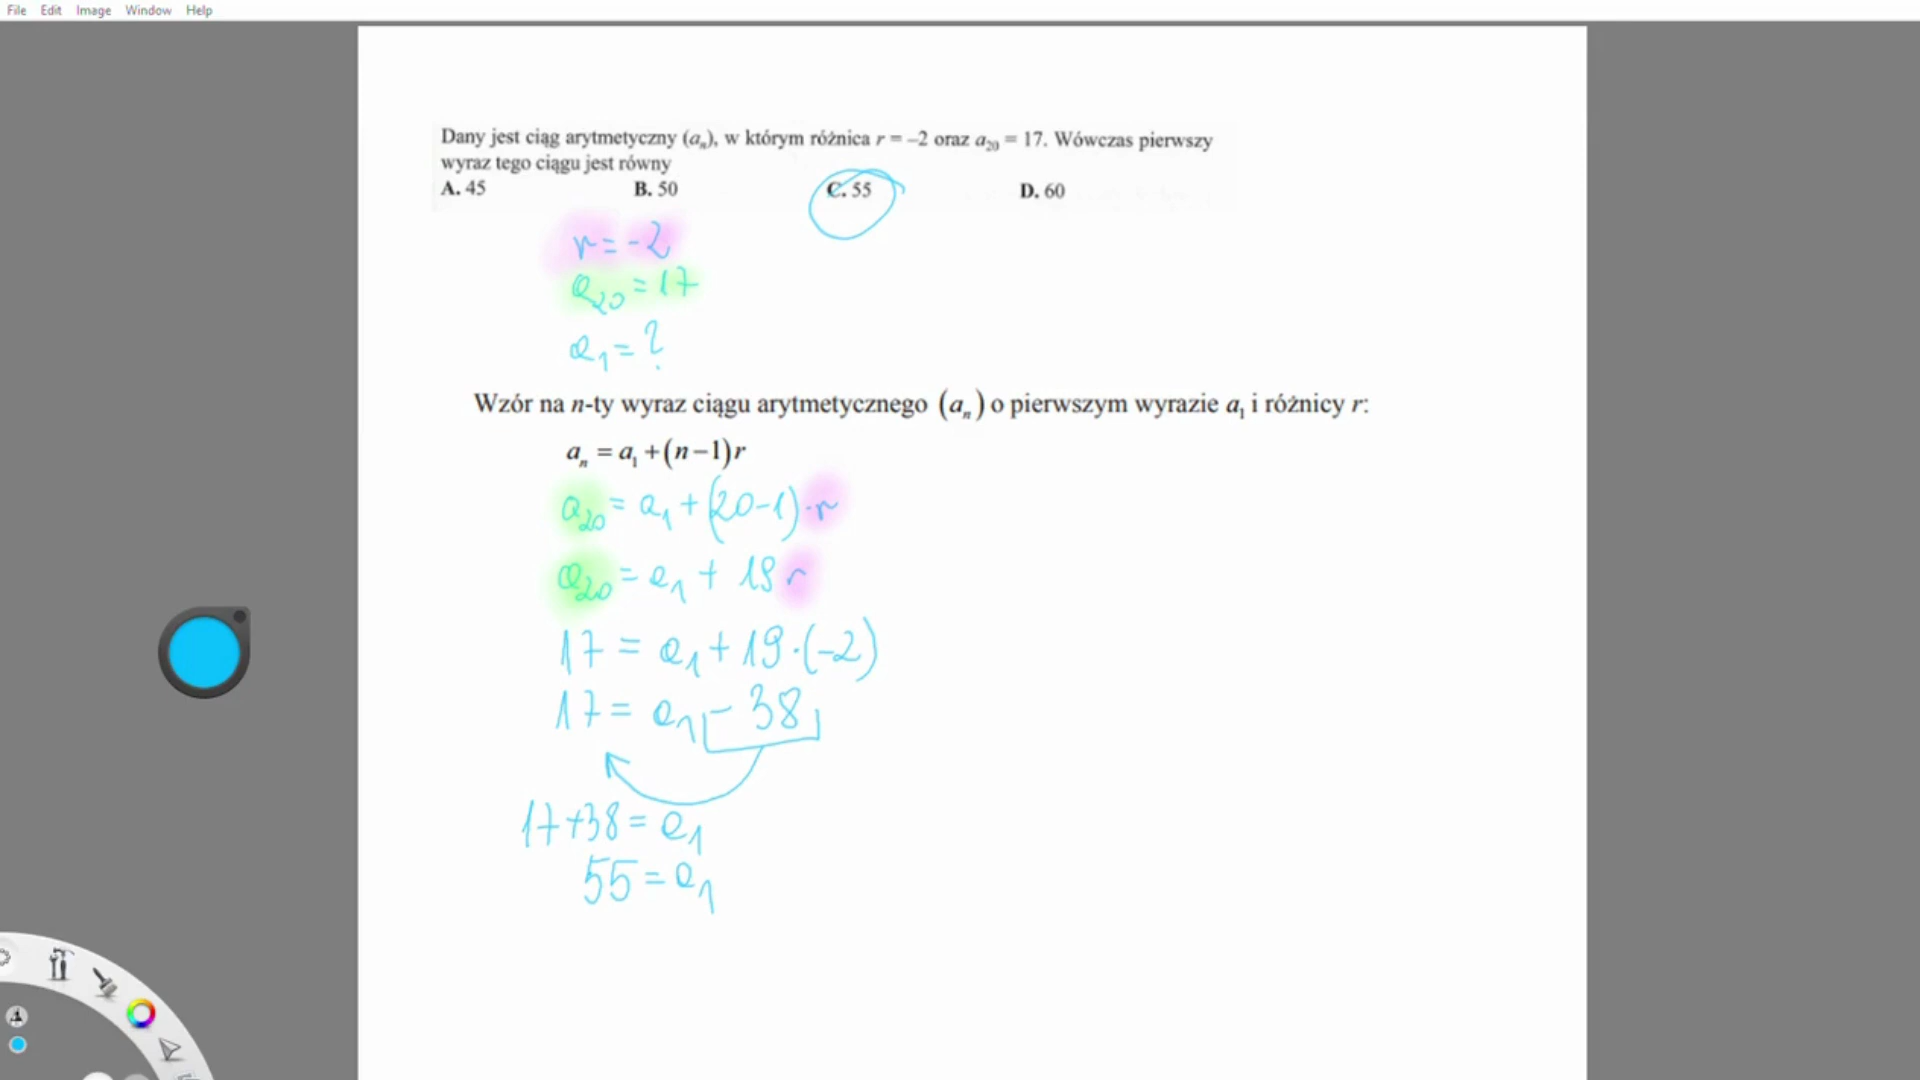 File Edit Image Window Help
Dany jest ciąg arytmetyczny (aₙ), w którym różnica r = –2 oraz a₂₀ = 17. Wówczas pierwszy
wyraz tego ciągu jest równy
A. 45 B. 50 C. 55 D. 60
r = -2
a₂₀ = 17
a₁ = ?
Wzór na n-ty wyraz ciągu arytmetycznego (aₙ) o pierwszym wyrazie a₁ i różnicy r:
aₙ = a₁ + (n−1)r
a₂₀ = a₁ + (20-1)·r
a₂₀ = a₁ + 19r
17 = a₁ + 19·(-2)
17 = a₁ - 38
17+38 = a₁
55 = a₁